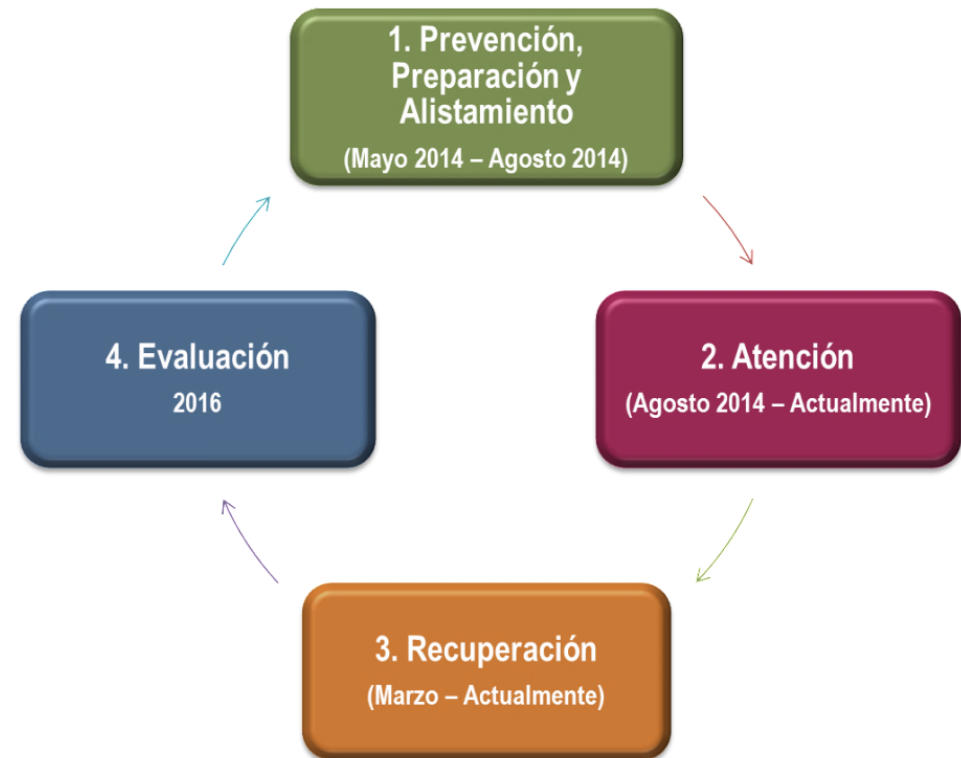 1. Prevención,
Preparación y
Alistamiento
(Mayo 2014 – Agosto 2014)
2. Atención
(Agosto 2014 – Actualmente)
3. Recuperación
(Marzo – Actualmente)
4. Evaluación
2016